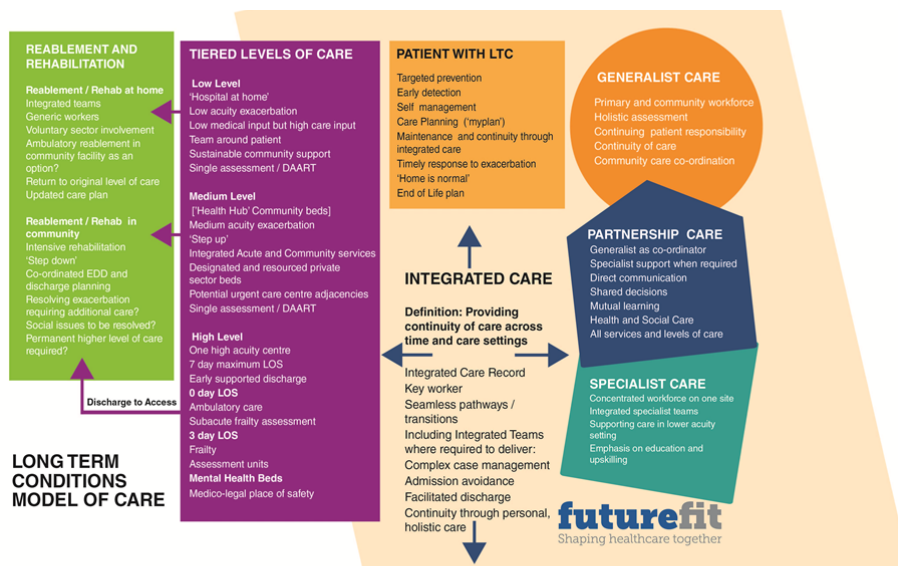 REABLEMENT AND
REHABILITATION
Reablement / Rehab at home
Integrated teams
Generic workers
Voluntary sector involvement
Ambulatory reablement in
community facility as an
option?
Return to original level of care
Updated care plan
Reablement / Rehab in
community
Intensive rehabilitation
‘Step down’
Co-ordinated EDD and
discharge planning
Resolving exacerbation
requiring additional care?
Social issues to be resolved?
Permanent higher level of care
required?
Discharge to Access
LONG TERM
CONDITIONS
MODEL OF CARE
TIERED LEVELS OF CARE
Low Level
‘Hospital at home’
Low acuity exacerbation
Low medical input but high care input
Team around patient
Sustainable community support
Single assessment / DAART
Medium Level
[‘Health Hub’ Community beds]
Medium acuity exacerbation
‘Step up’
Integrated Acute and Community services
Designated and resourced private
sector beds
Potential urgent care centre adjacencies
Single assessment / DAART
High Level
One high acuity centre
7 day maximum LOS
Early supported discharge
0 day LOS
Ambulatory care
Subacute frailty assessment
3 day LOS
Frailty
Assessment units
Mental Health Beds
Medico-legal place of safety
PATIENT WITH LTC
Targeted prevention
Early detection
Self management
Care Planning (‘myplan’)
Maintenance and continuity through
integrated care
Timely response to exacerbation
‘Home is normal’
End of Life plan
INTEGRATED CARE
Definition: Providing
continuity of care across
time and care settings
Integrated Care Record
Key worker
Seamless pathways /
transitions
Including Integrated Teams
where required to deliver:
Complex case management
Admission avoidance
Facilitated discharge
Continuity through personal,
holistic care
GENERALIST CARE
Primary and community workforce
Holistic assessment
Continuing patient responsibility
Continuity of care
Community care co-ordination
PARTNERSHIP CARE
Generalist as co-ordinator
Specialist support when required
Direct communication
Shared decisions
Mutual learning
Health and Social Care
All services and levels of care
SPECIALIST CARE
Concentrated workforce on one site
Integrated specialist teams
Supporting care in lower acuity
setting
Emphasis on education and
upskilling
futurefit
Shaping healthcare together